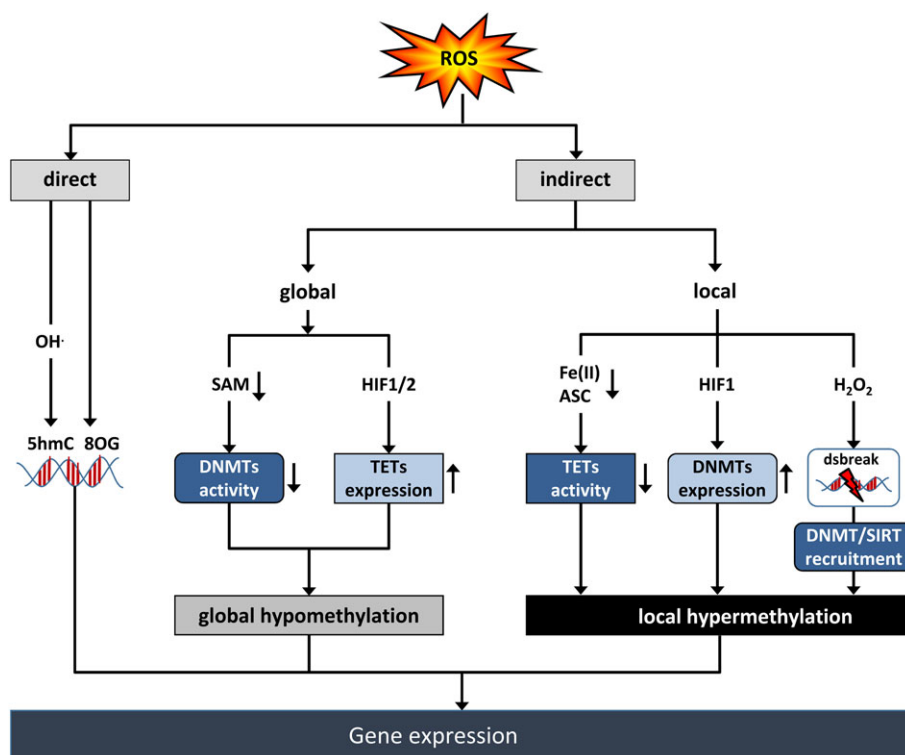 ROS
direct
indirect
global
local
OH·
SAM
HIF1/2
Fe(II)
ASC
HIF1
H₂O₂
5hmC 8OG
DNMTs
activity
TETs
expression
TETs
activity
DNMTs
expression
dsbreak
DNMT/SIRT
recruitment
global hypomethylation
local hypermethylation
Gene expression